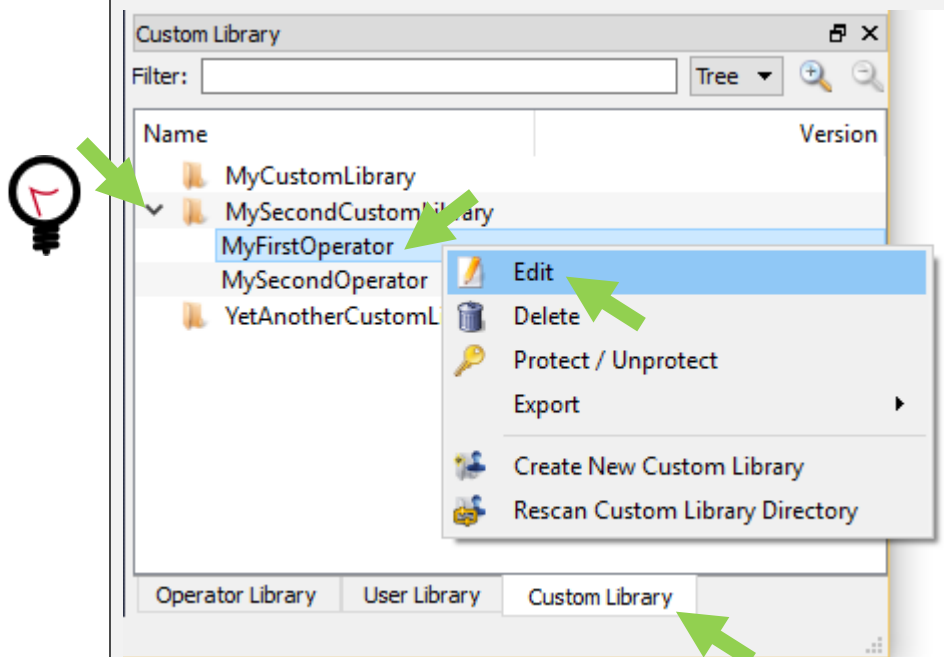 Custom Library
Filter:
Tree
Name
Version
MyCustomLibrary
MySecondCustom
MyFirstOperator
Edit
MySecondOperator
Delete
YetAnotherCustomL
Protect / Unprotect
Export
Create New Custom Library
Rescan Custom Library Directory
Operator Library
User Library
Custom Library